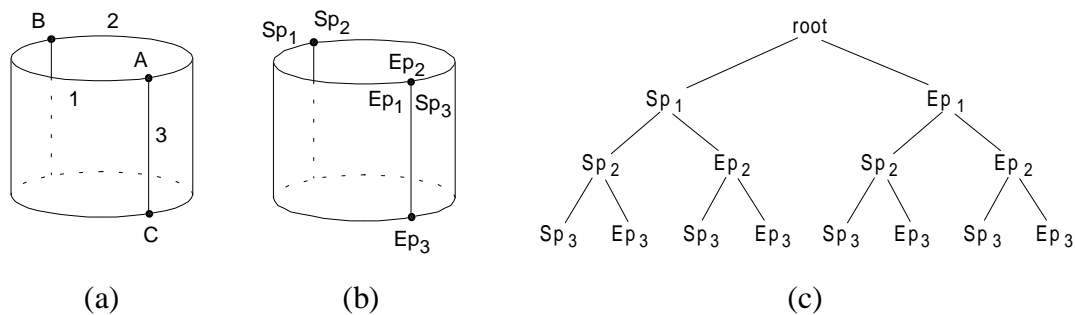 B 2
A
1
3
C
(a)
Sp1 Sp2
Ep2
Ep1 Sp3
Ep3
(b)
root
Sp1 Ep1
Sp2 Ep2 Sp2 Ep2
Sp3 Ep3 Sp3 Ep3 Sp3 Ep3 Sp3 Ep3
(c)